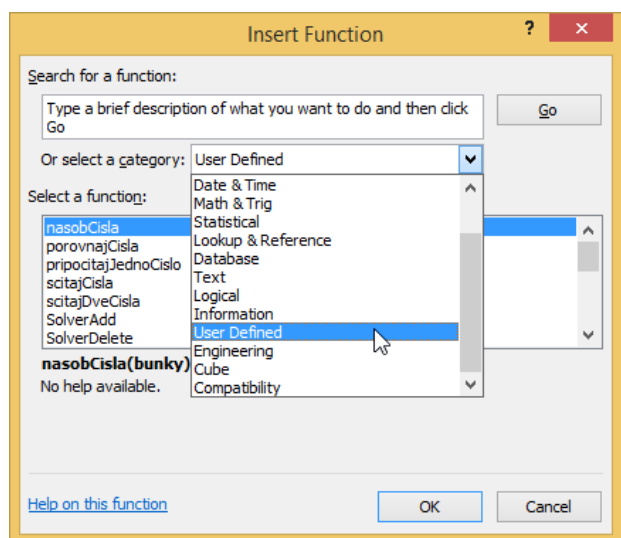 Insert Function
?
×
Search for a function:
Type a brief description of what you want to do and then click
Go
Go
Or select a category:
User Defined
Date & Time
Math & Trig
Statistical
Lookup & Reference
Database
Text
Logical
Information
User Defined
Engineering
Cube
Compatibility
Select a function:
nasobCisla
porovnajCisla
pripocitajJednoCislo
scitajCisla
scitajDveCisla
SolverAdd
SolverDelete
nasobCisla(bunky)
No help available.
Help on this function
OK
Cancel